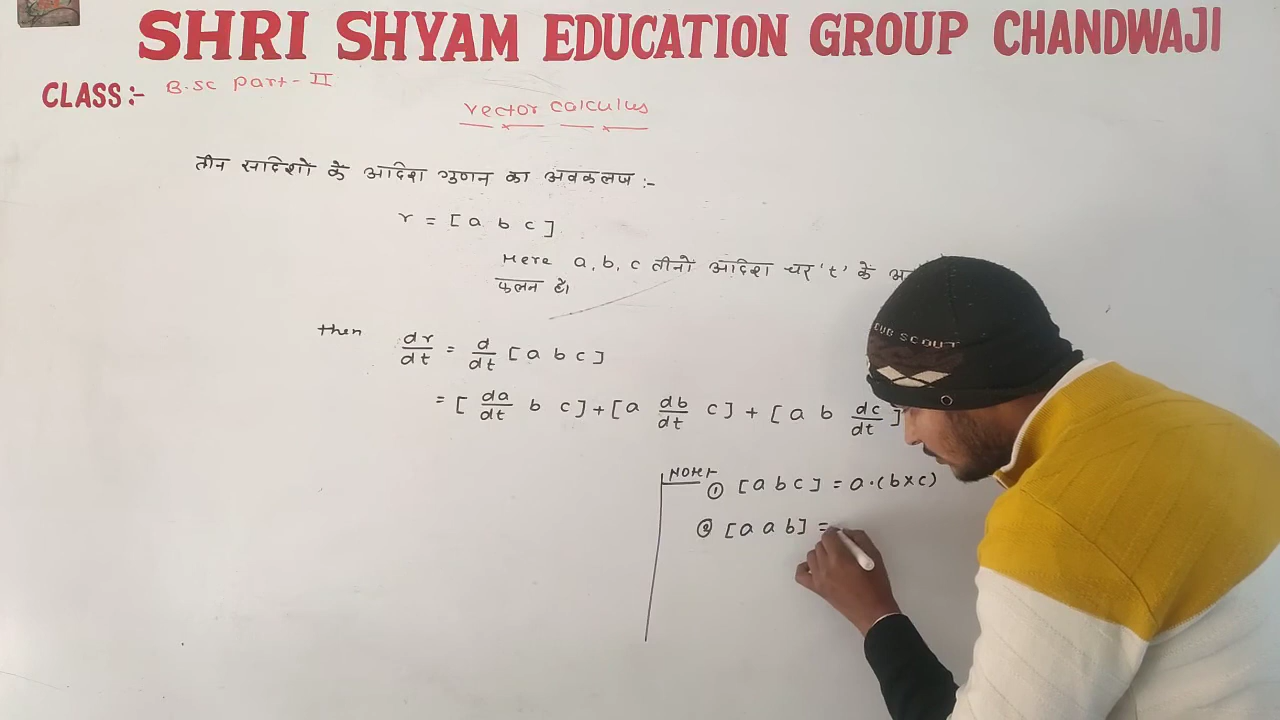 SHRI SHYAM EDUCATION GROUP CHANDWAJI
CLASS:- B.sc part-II
vector calculus
तीन सदिशों के अदिश गुणन का अवकलज :-
r = [a b c]
Here a, b, c तीनों अदिश चर 't' के
फलन है।
then dr/dt = d/dt [a b c]
= [da/dt b c] + [a db/dt c] + [a b dc/dt]
Note:-
① [a b c] = a·(b×c)
② [a a b] =
CUB SCOUT